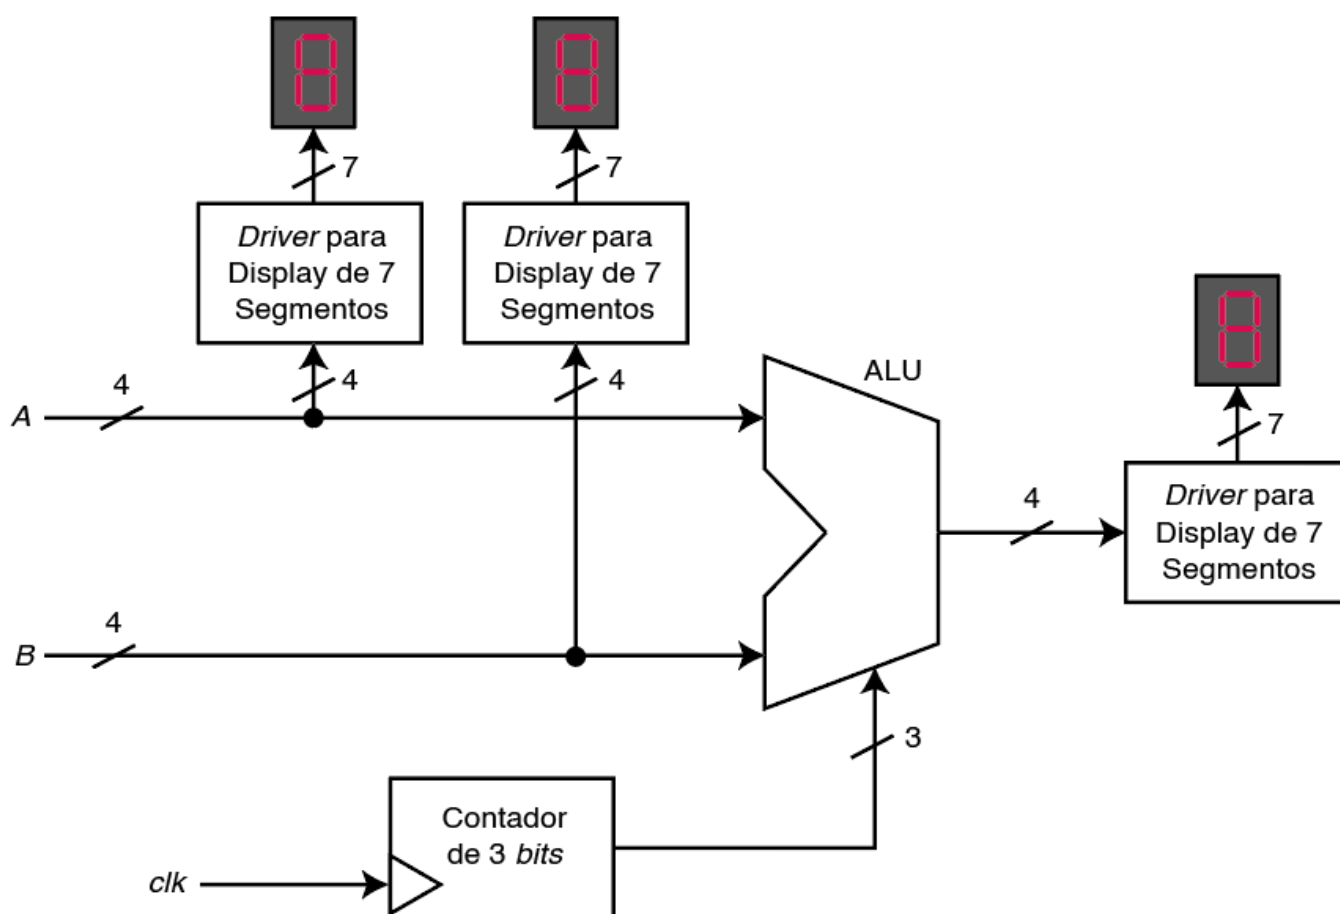 7
7
Driver para
Display de 7
Segmentos
Driver para
Display de 7
Segmentos
4
4
4
ALU
A
7
4
Driver para
Display de 7
Segmentos
4
B
3
Contador
de 3 bits
clk